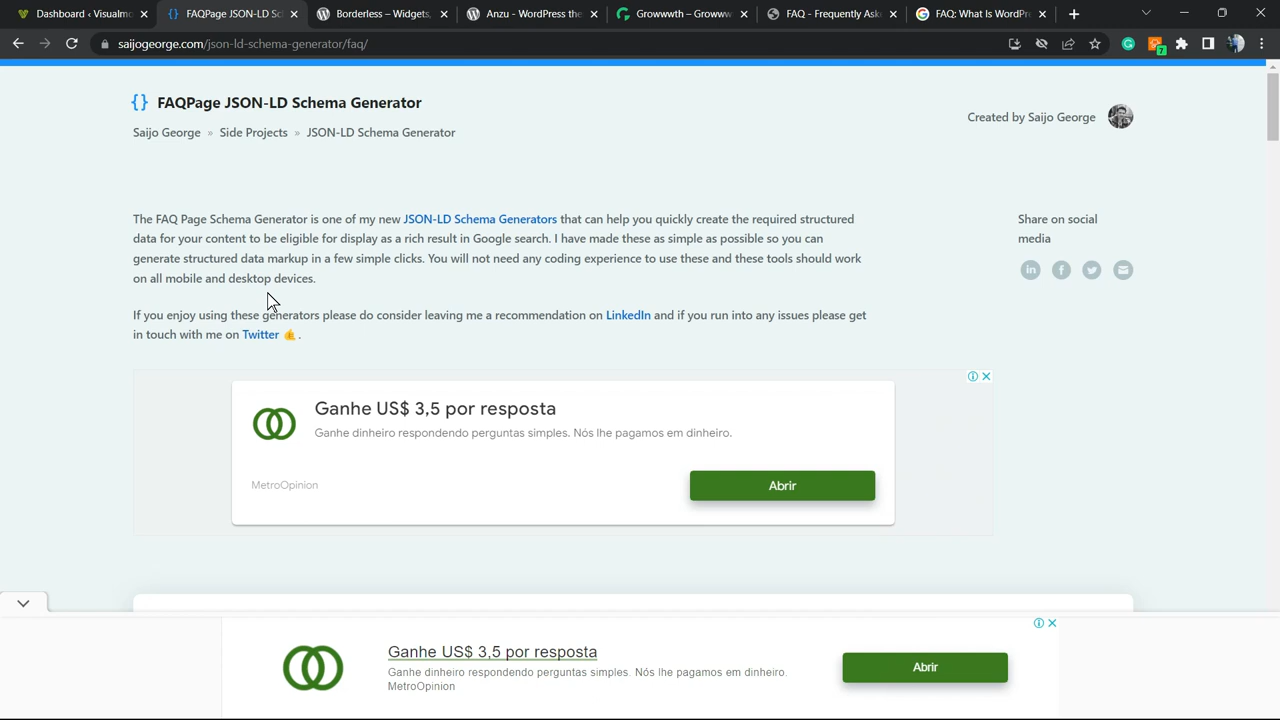 Dashboard ‹ Visualmo
FAQPage JSON-LD Sc
Borderless – Widgets,
Anzu - WordPress the
Growwwth – Growww
FAQ - Frequently Aske
FAQ: What Is WordPre
saijogeorge.com/json-ld-schema-generator/faq/
7
{} FAQPage JSON-LD Schema Generator
Saijo George » Side Projects » JSON-LD Schema Generator
Created by Saijo George
The FAQ Page Schema Generator is one of my new JSON-LD Schema Generators that can help you quickly create the required structured
data for your content to be eligible for display as a rich result in Google search. I have made these as simple as possible so you can
generate structured data markup in a few simple clicks. You will not need any coding experience to use these and these tools should work
on all mobile and desktop devices.
If you enjoy using these generators please do consider leaving me a recommendation on LinkedIn and if you run into any issues please get
in touch with me on Twitter 👍 .
Share on social
media
Ganhe US$ 3,5 por resposta
Ganhe dinheiro respondendo perguntas simples. Nós lhe pagamos em dinheiro.
MetroOpinion
Abrir
Ganhe US$ 3,5 por resposta
Ganhe dinheiro respondendo perguntas simples. Nós lhe pagamos em dinheiro.
MetroOpinion
Abrir